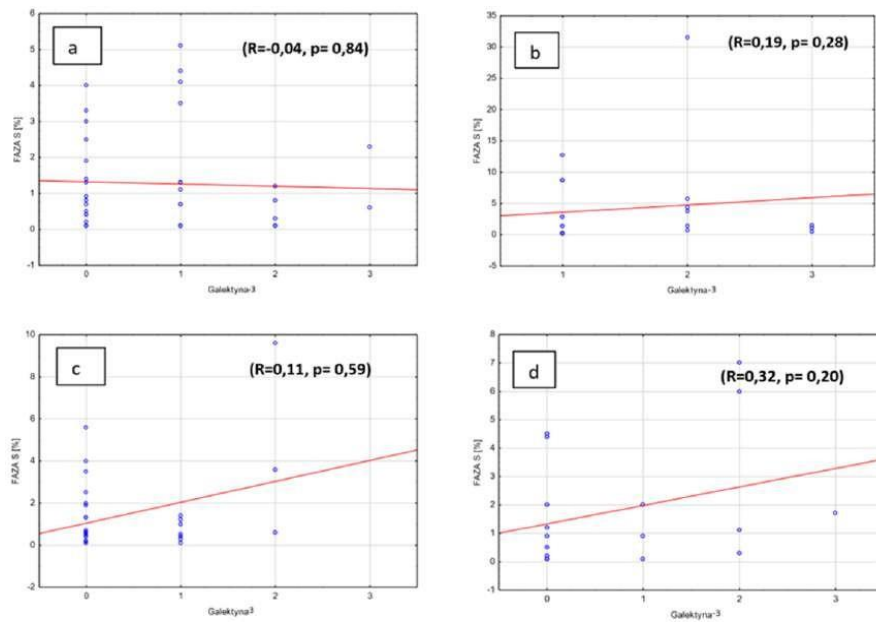 a
(R=-0,04, p= 0,84)
6
5
4
3
2
1
0
-1
FAZA S [%]
0 1 2 3
Galektyna-3
b
(R=0,19, p= 0,28)
35
30
25
20
15
10
5
0
-5
FAZA S [%]
1 2 3
Galektyna-3
c
(R=0,11, p= 0,59)
10
8
6
4
2
0
-2
FAZA S [%]
0 1 2 3
Galektyna3
d
(R=0,32, p= 0,20)
8
7
6
5
4
3
2
1
0
-1
FAZA S [%]
0 1 2 3
Galektyna-3